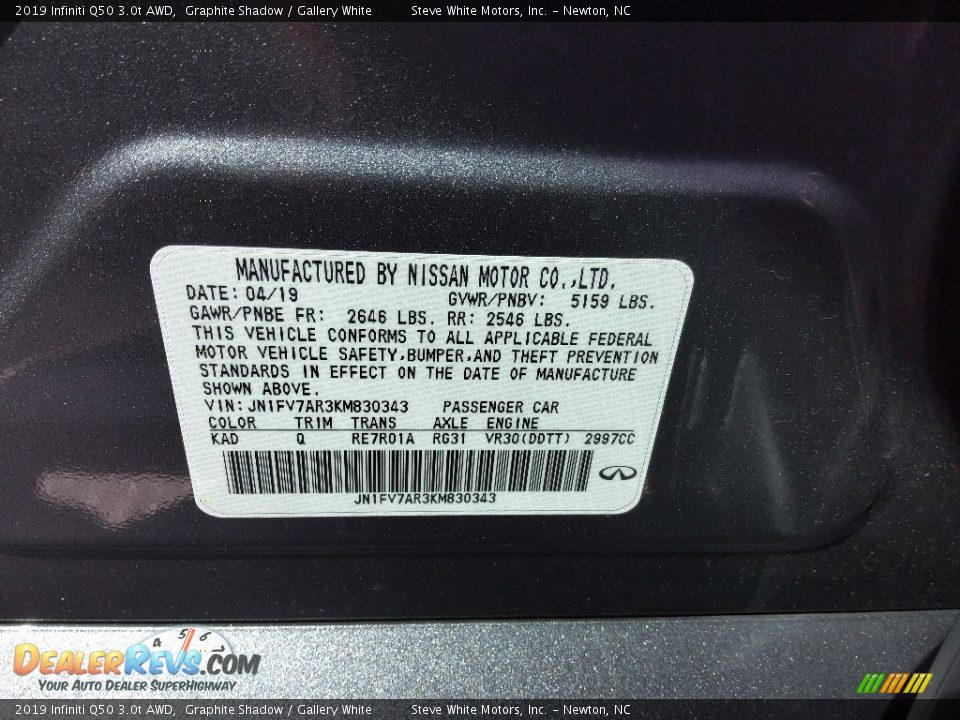 2019 Infiniti Q50 3.0t AWD, Graphite Shadow / Gallery White Steve White Motors, Inc. - Newton, NC
MANUFACTURED BY NISSAN MOTOR CO.,LTD.
DATE: 04/19 GVWR/PNBV: 5159 LBS.
GAWR/PNBE FR: 2646 LBS. RR: 2546 LBS.
THIS VEHICLE CONFORMS TO ALL APPLICABLE FEDERAL
MOTOR VEHICLE SAFETY,BUMPER,AND THEFT PREVENTION
STANDARDS IN EFFECT ON THE DATE OF MANUFACTURE
SHOWN ABOVE.
VIN: JN1FV7AR3KM830343 PASSENGER CAR
COLOR TRIM TRANS AXLE ENGINE
KAD Q RE7R01A RG31 VR30(DDTT) 2997CC
JN1FV7AR3KM830343
4 5 6
DEALERREVS.COM
YOUR AUTO DEALER SUPERHIGHWAY
2019 Infiniti Q50 3.0t AWD, Graphite Shadow / Gallery White Steve White Motors, Inc. - Newton, NC